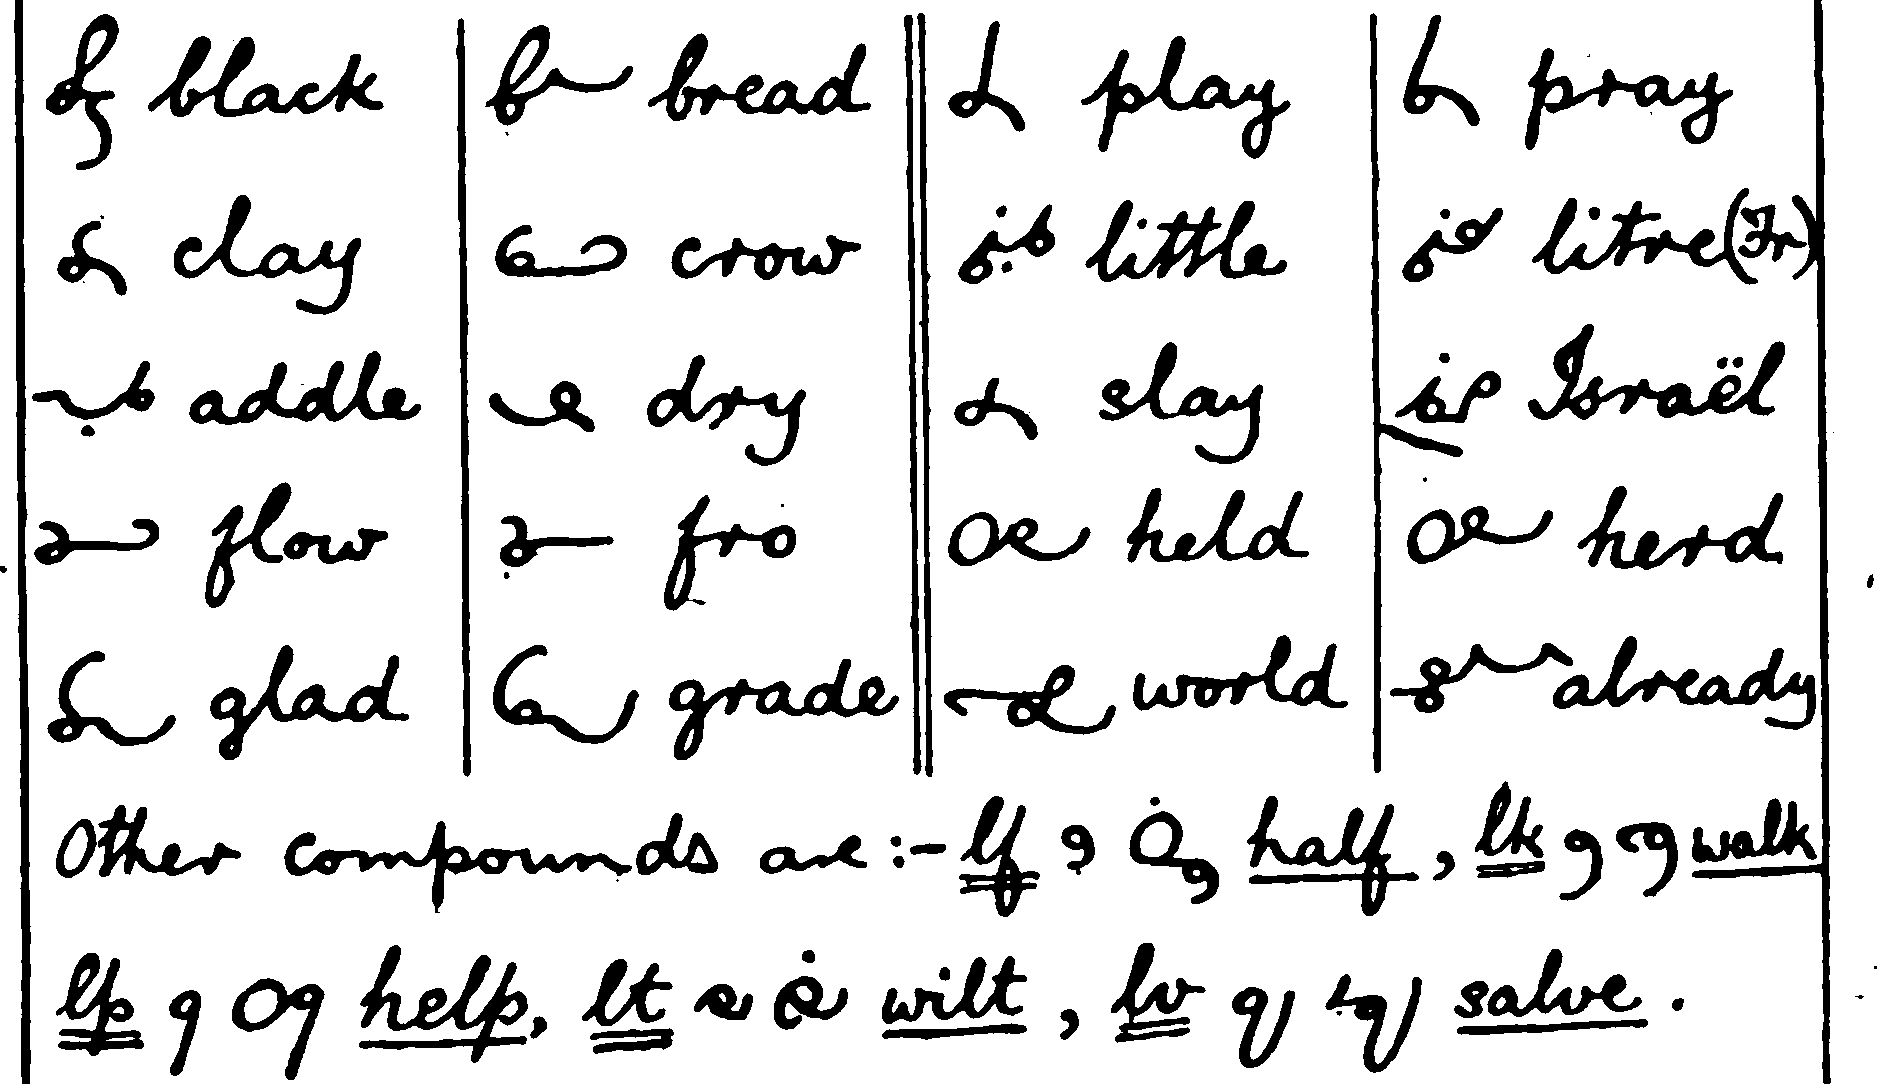 black bread play pray
clay crow little litre (Fr)
addle dry slay Israël
flow fro held herd
glad grade world already
Other compounds are :- lf half, lk walk
lp help, lt wilt, lv salve.